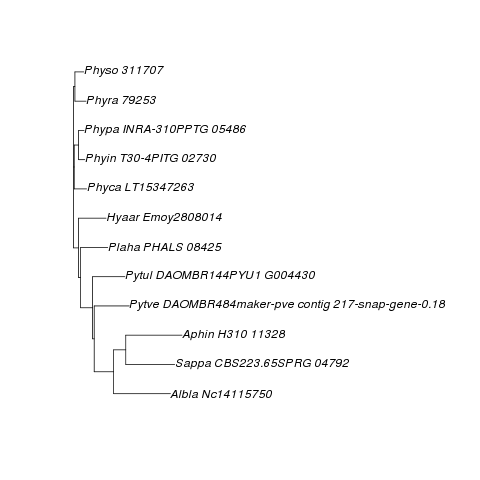 Physo 311707
Phyra 79253
Phypa INRA-310PPTG 05486
Phyin T30-4PITG 02730
Phyca LT15347263
Hyaar Emoy2808014
Plaha PHALS 08425
Pytul DAOMBR144PYU1 G004430
Pytve DAOMBR484maker-pve contig 217-snap-gene-0.18
Aphin H310 11328
Sappa CBS223.65SPRG 04792
Albla Nc14115750